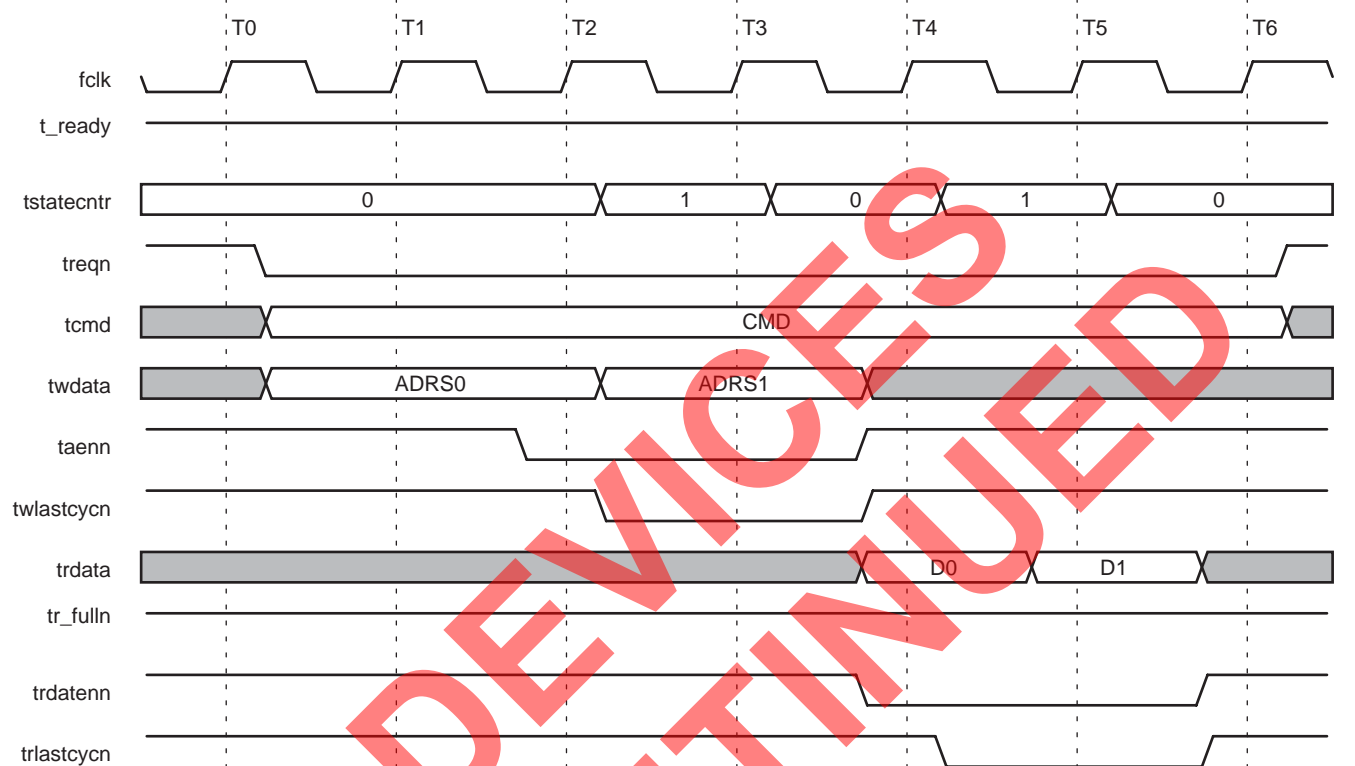 T0 T1 T2 T3 T4 T5 T6
fclk
t_ready
tstatecntr 0 1 0 1 0
treqn
tcmd CMD
twdata ADRS0 ADRS1
taenn
twlastcycn
trdata D0 D1
tr_fulln
trdatenn
trlastcycn
DEVICES
TINUED